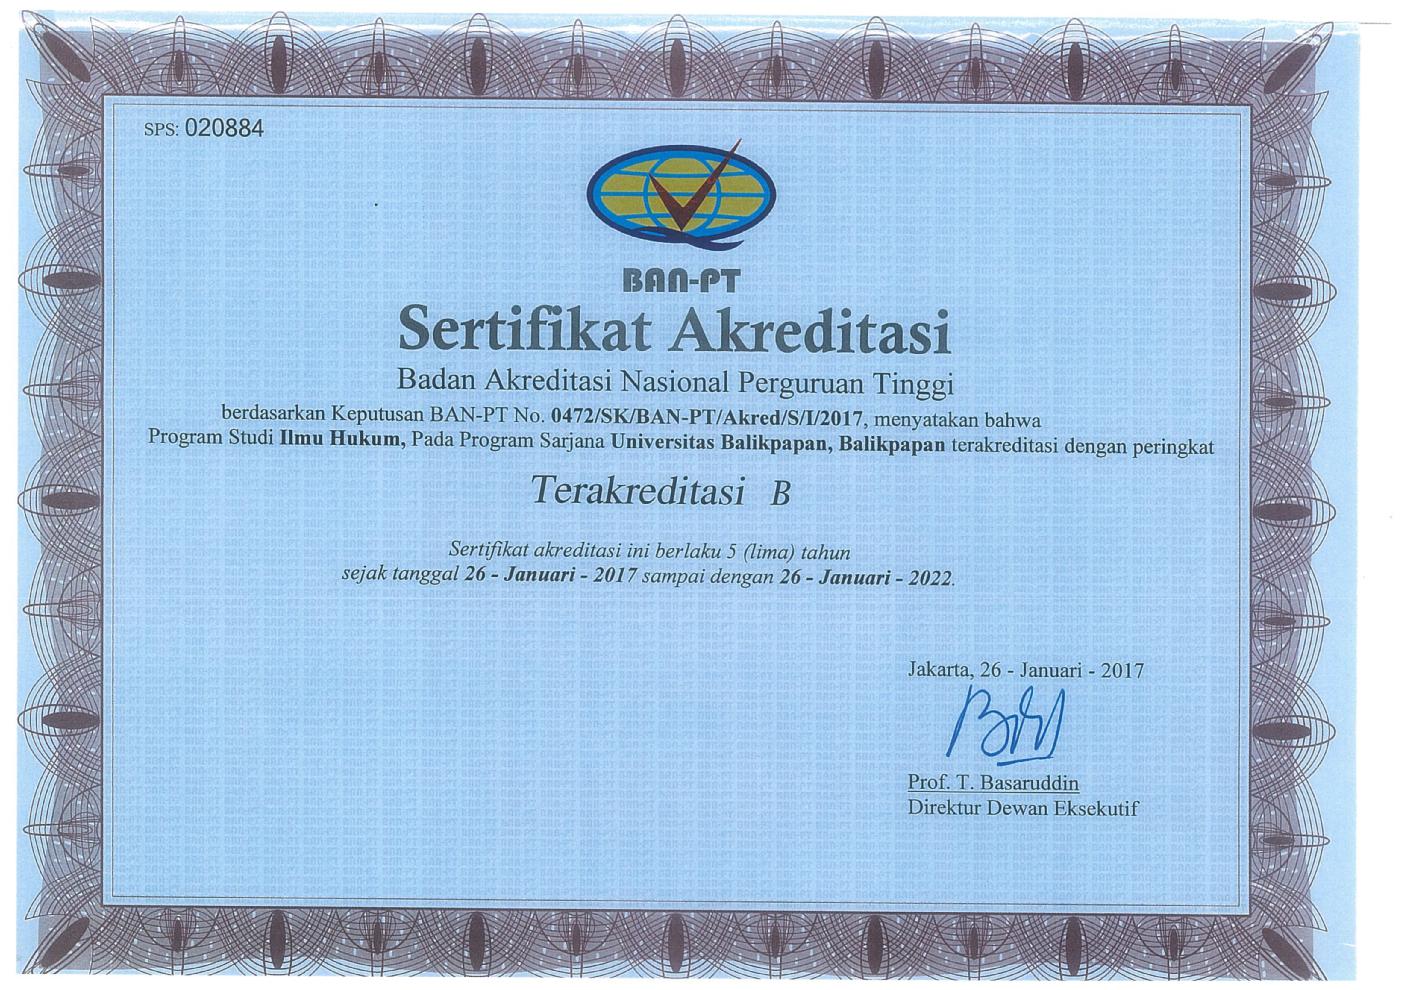 SPS: 020884
BAN-PT
Sertifikat Akreditasi
Badan Akreditasi Nasional Perguruan Tinggi
berdasarkan Keputusan BAN-PT No. 0472/SK/BAN-PT/Akred/S/I/2017, menyatakan bahwa
Program Studi Ilmu Hukum, Pada Program Sarjana Universitas Balikpapan, Balikpapan terakreditasi dengan peringkat
Terakreditasi B
Sertifikat akreditasi ini berlaku 5 (lima) tahun
sejak tanggal 26 - Januari - 2017 sampai dengan 26 - Januari - 2022.
Jakarta, 26 - Januari - 2017
Prof. T. Basaruddin
Direktur Dewan Eksekutif